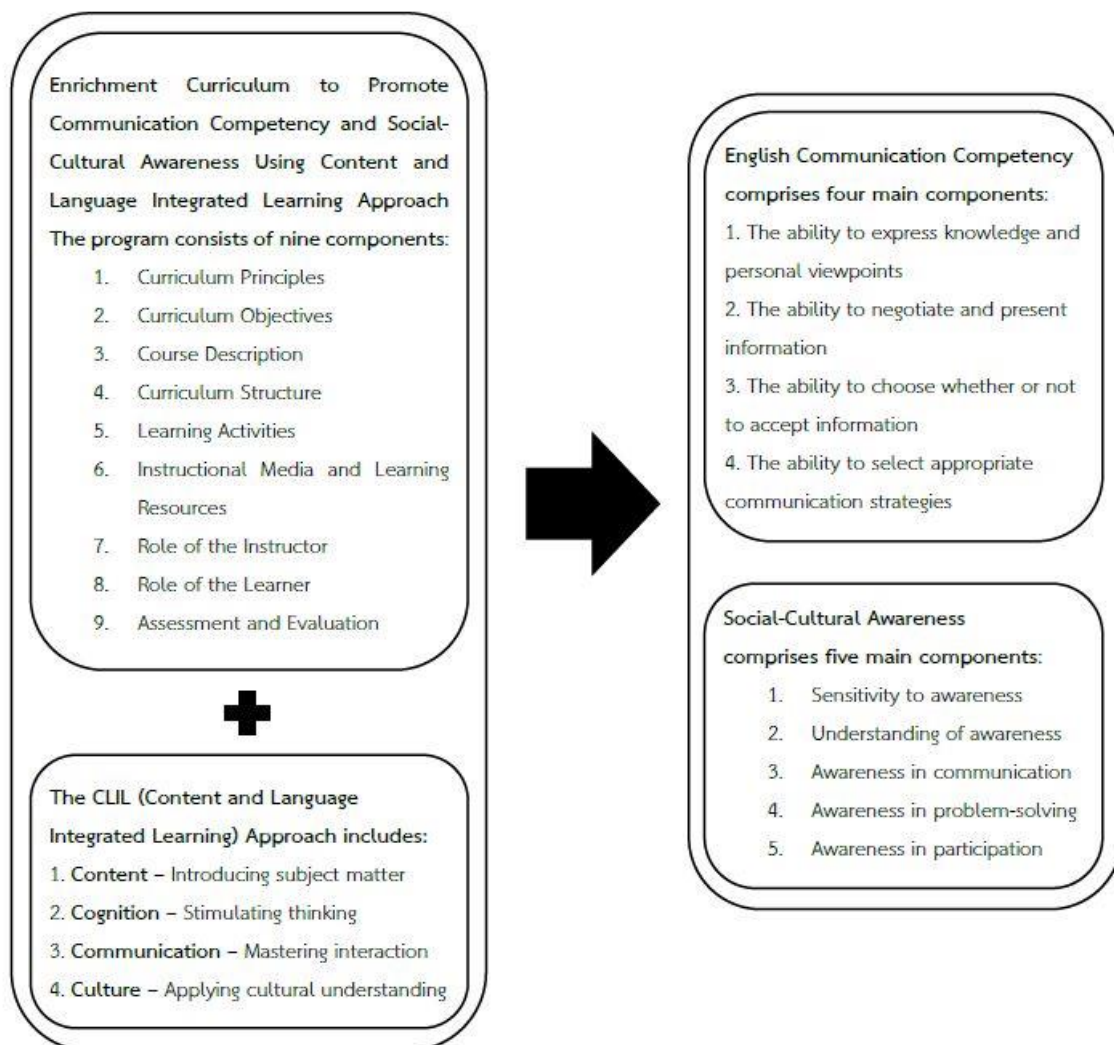 Enrichment Curriculum to Promote
Communication Competency and Social-
Cultural Awareness Using Content and
Language Integrated Learning Approach
The program consists of nine components:
1. Curriculum Principles
2. Curriculum Objectives
3. Course Description
4. Curriculum Structure
5. Learning Activities
6. Instructional Media and Learning
Resources
7. Role of the Instructor
8. Role of the Learner
9. Assessment and Evaluation
The CLIL (Content and Language
Integrated Learning) Approach includes:
1. Content – Introducing subject matter
2. Cognition – Stimulating thinking
3. Communication – Mastering interaction
4. Culture – Applying cultural understanding
English Communication Competency
comprises four main components:
1. The ability to express knowledge and
personal viewpoints
2. The ability to negotiate and present
information
3. The ability to choose whether or not
to accept information
4. The ability to select appropriate
communication strategies
Social-Cultural Awareness
comprises five main components:
1. Sensitivity to awareness
2. Understanding of awareness
3. Awareness in communication
4. Awareness in problem-solving
5. Awareness in participation